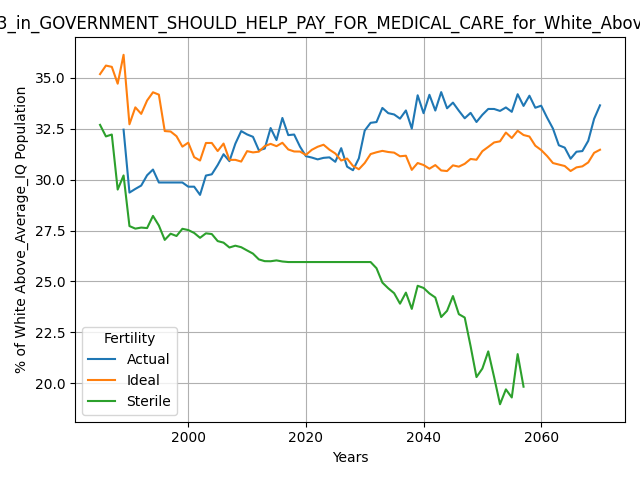 3_in_GOVERNMENT_SHOULD_HELP_PAY_FOR_MEDICAL_CARE_for_White_Above
% of White Above_Average_IQ Population
35.0
32.5
30.0
27.5
25.0
22.5
20.0
Fertility
Actual
Ideal
Sterile
2000
2020
2040
2060
Years